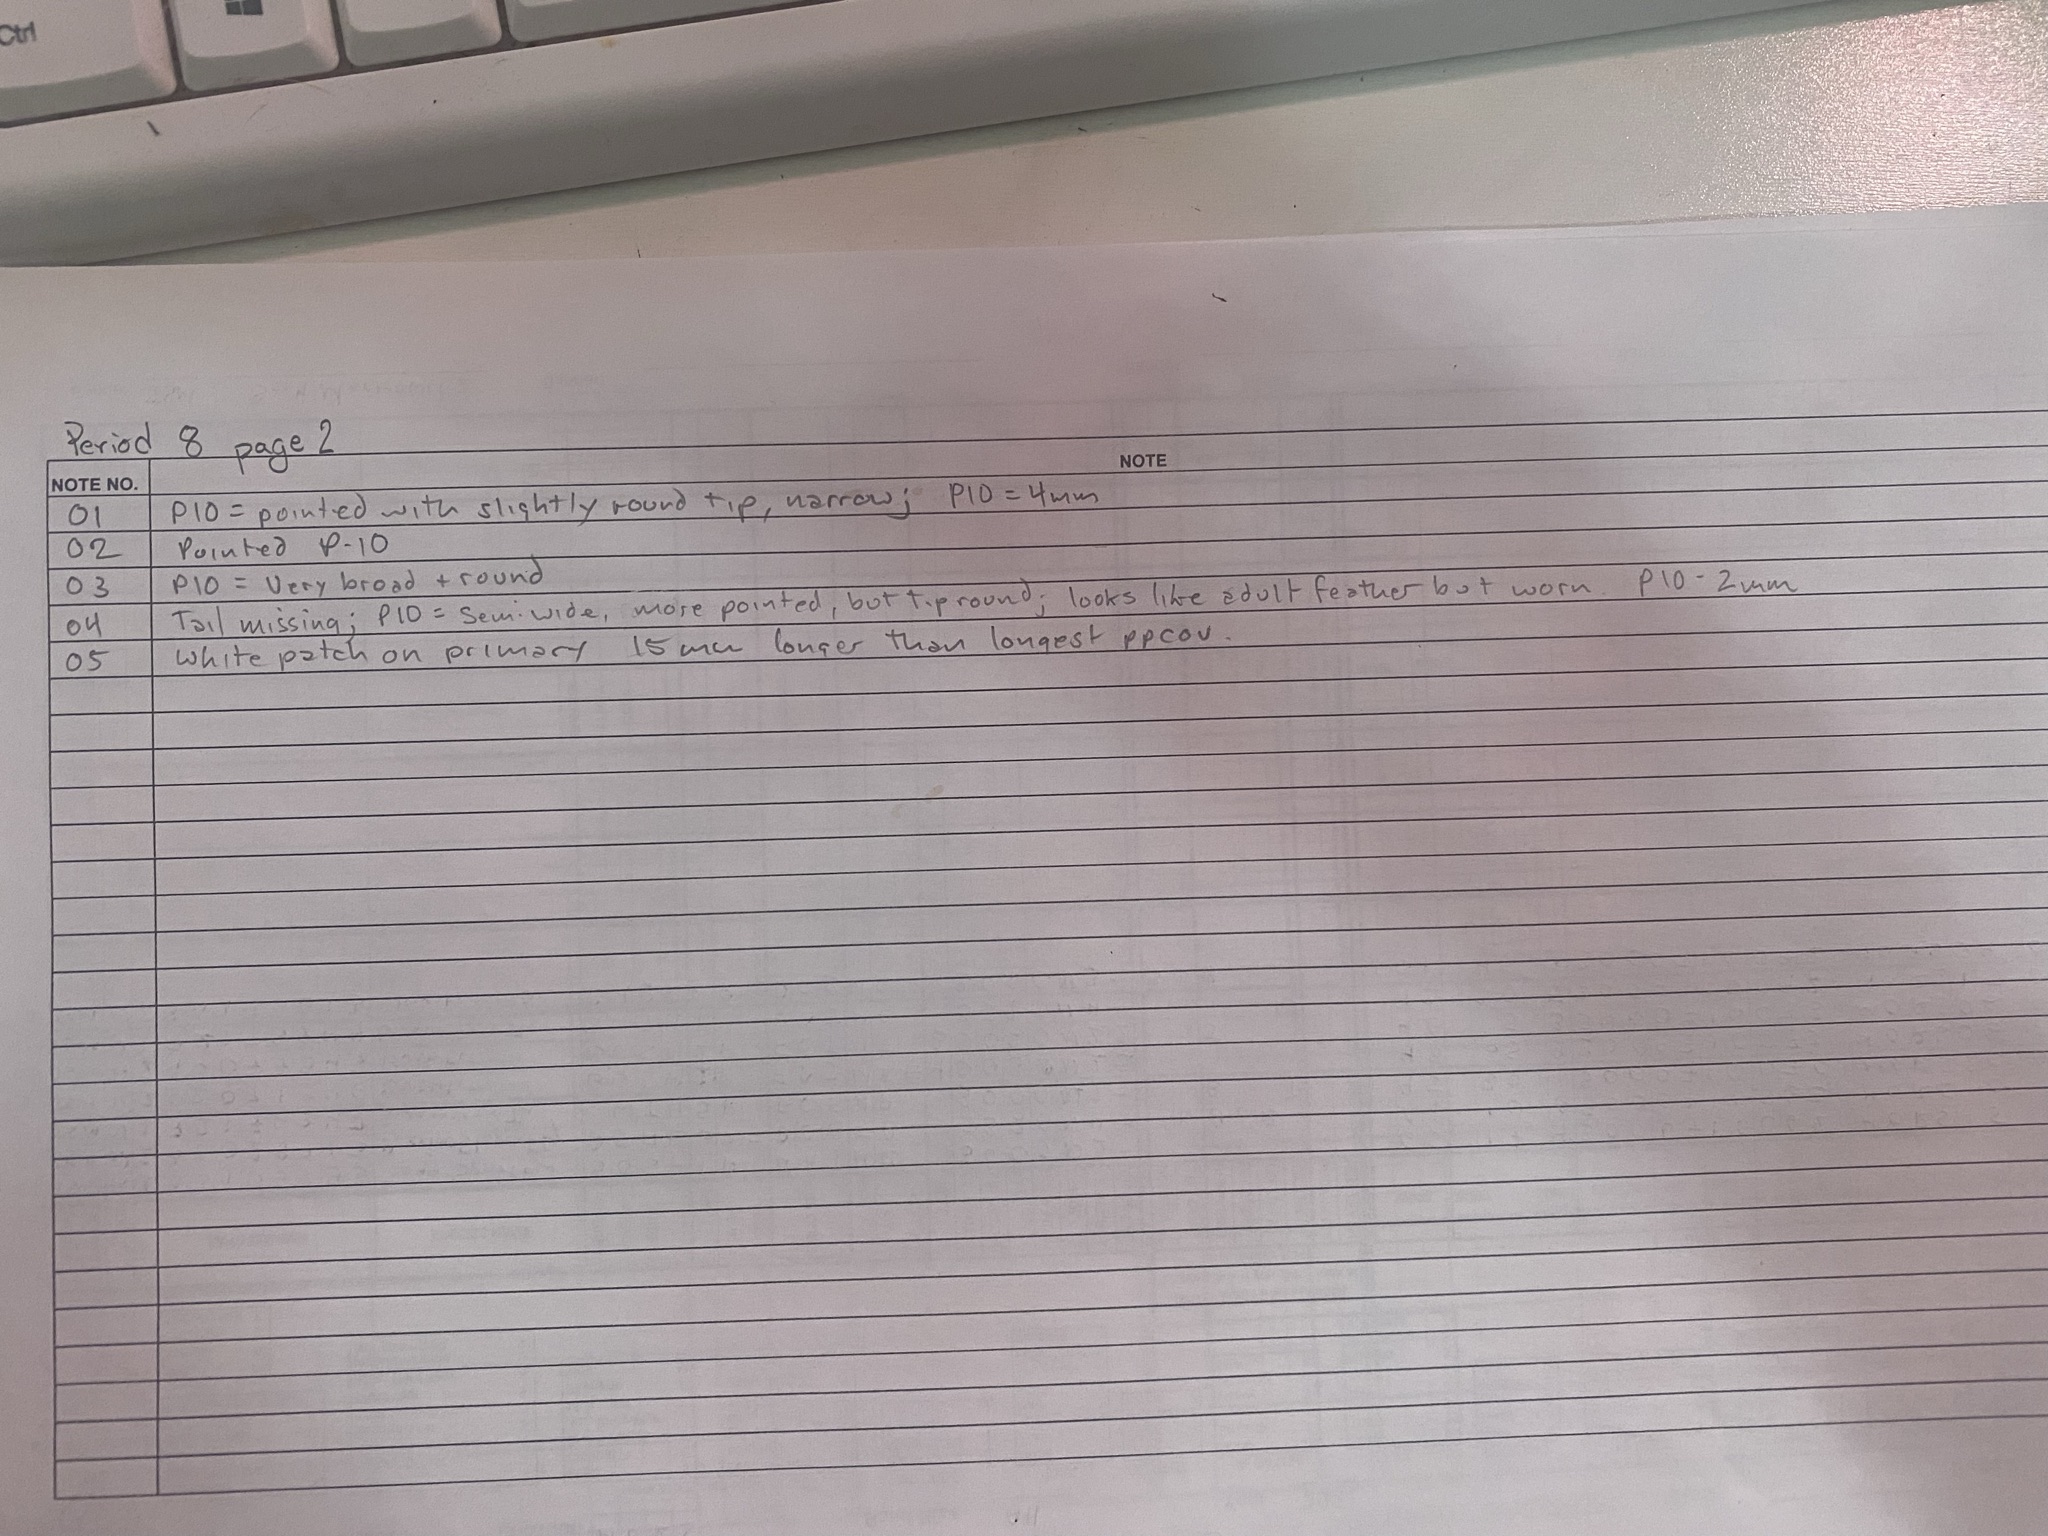 Ctrl
Period 8 page 2
NOTE NO. NOTE
01 P10 = pointed with slightly round tip, narrow; P10 = 4mm
02 Pointed P-10
03 P10 = Very broad + round
04 Tail missing; P10 = Semi-wide, more pointed, but tip round; looks like adult feather but worn. P10 - 2mm
05 White patch on primary 15mm longer than longest ppcov.